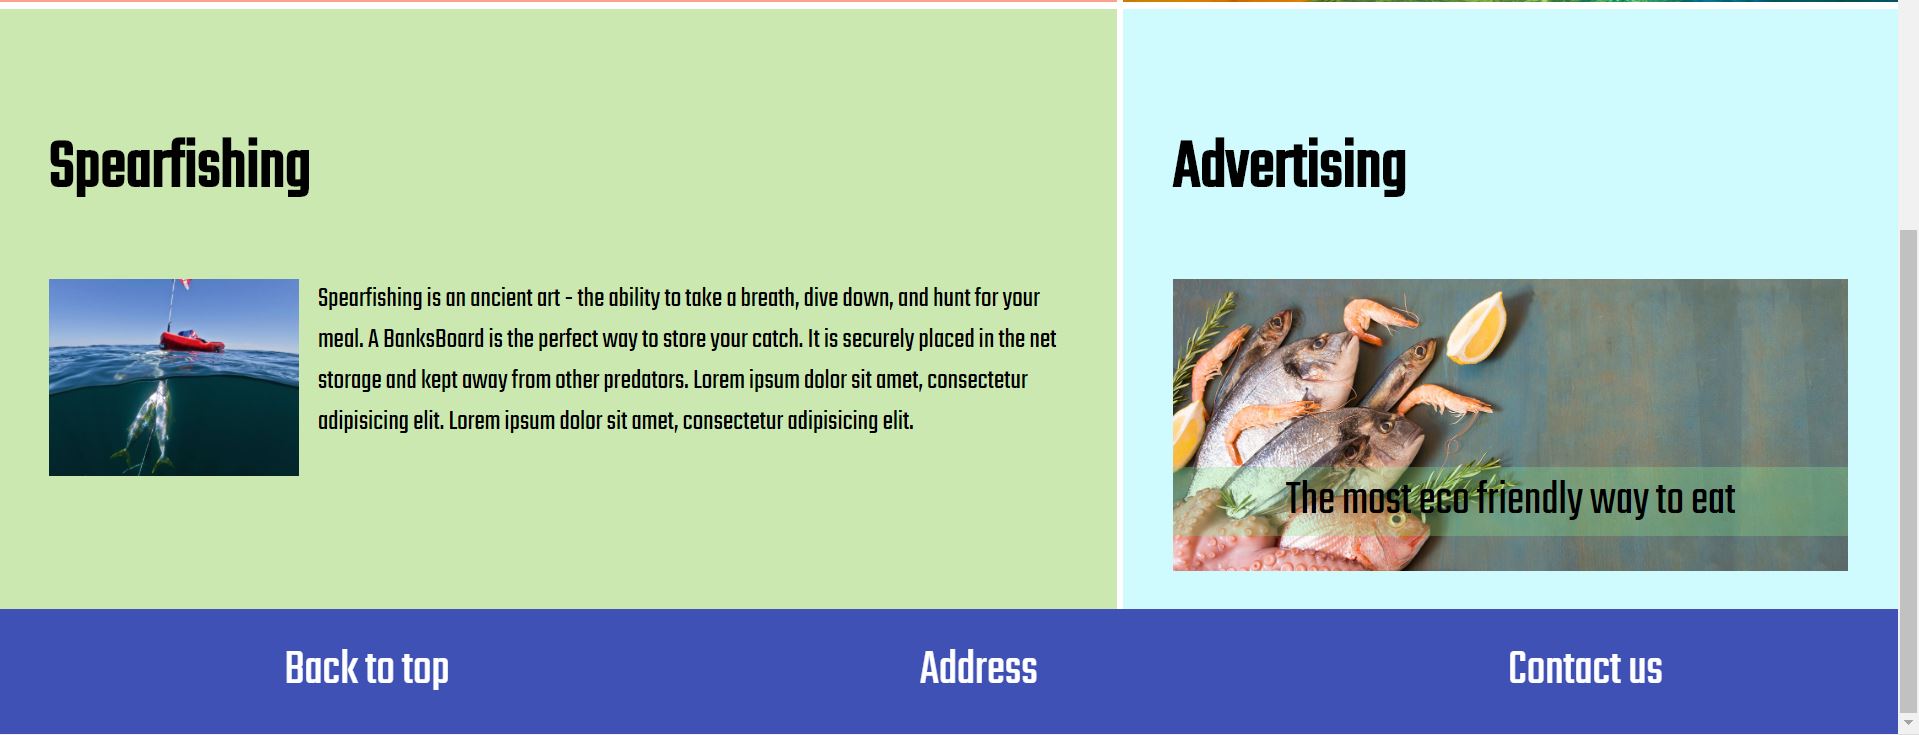 Spearfishing
Spearfishing is an ancient art - the ability to take a breath, dive down, and hunt for your
meal. A BanksBoard is the perfect way to store your catch. It is securely placed in the net
storage and kept away from other predators. Lorem ipsum dolor sit amet, consectetur
adipisicing elit. Lorem ipsum dolor sit amet, consectetur adipisicing elit.
Advertising
The most eco friendly way to eat
Back to top
Address
Contact us